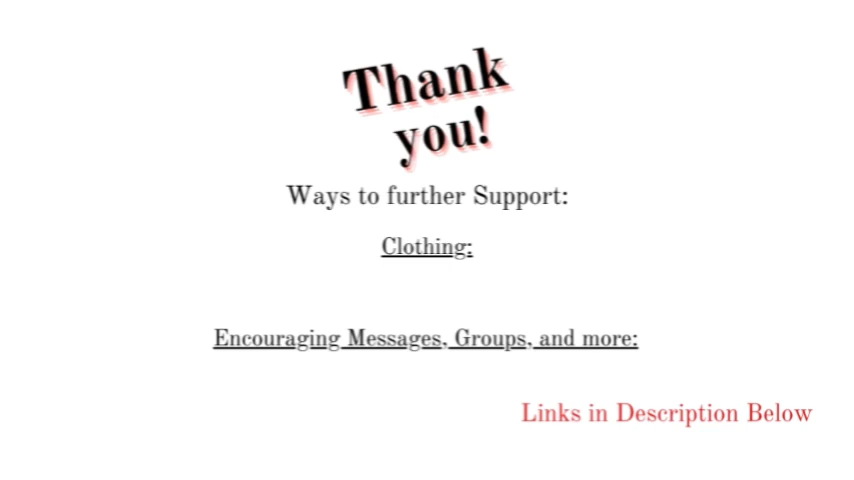 Thank
you!
Ways to further Support:
Clothing:
Encouraging Messages, Groups, and more:
Links in Description Below